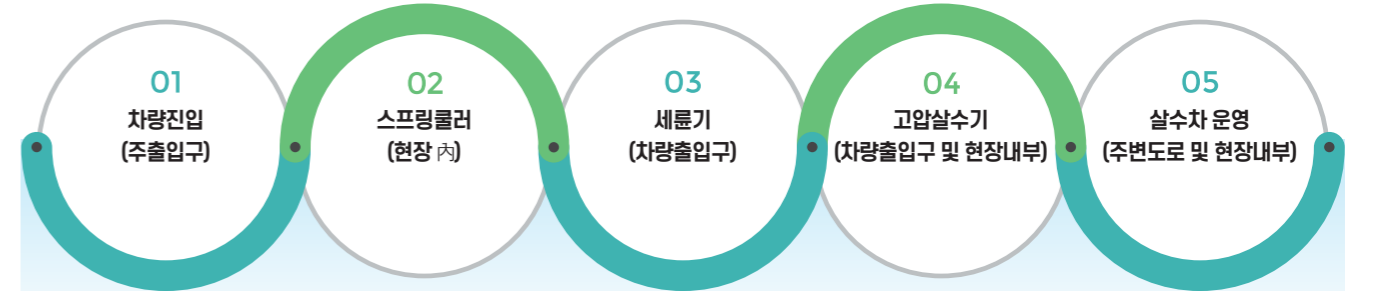 01
차량진입
(주출입구)
02
스프링쿨러
(현장 內)
03
세륜기
(차량출입구)
04
고압살수기
(차량출입구 및 현장내부)
05
살수차 운영
(주변도로 및 현장내부)